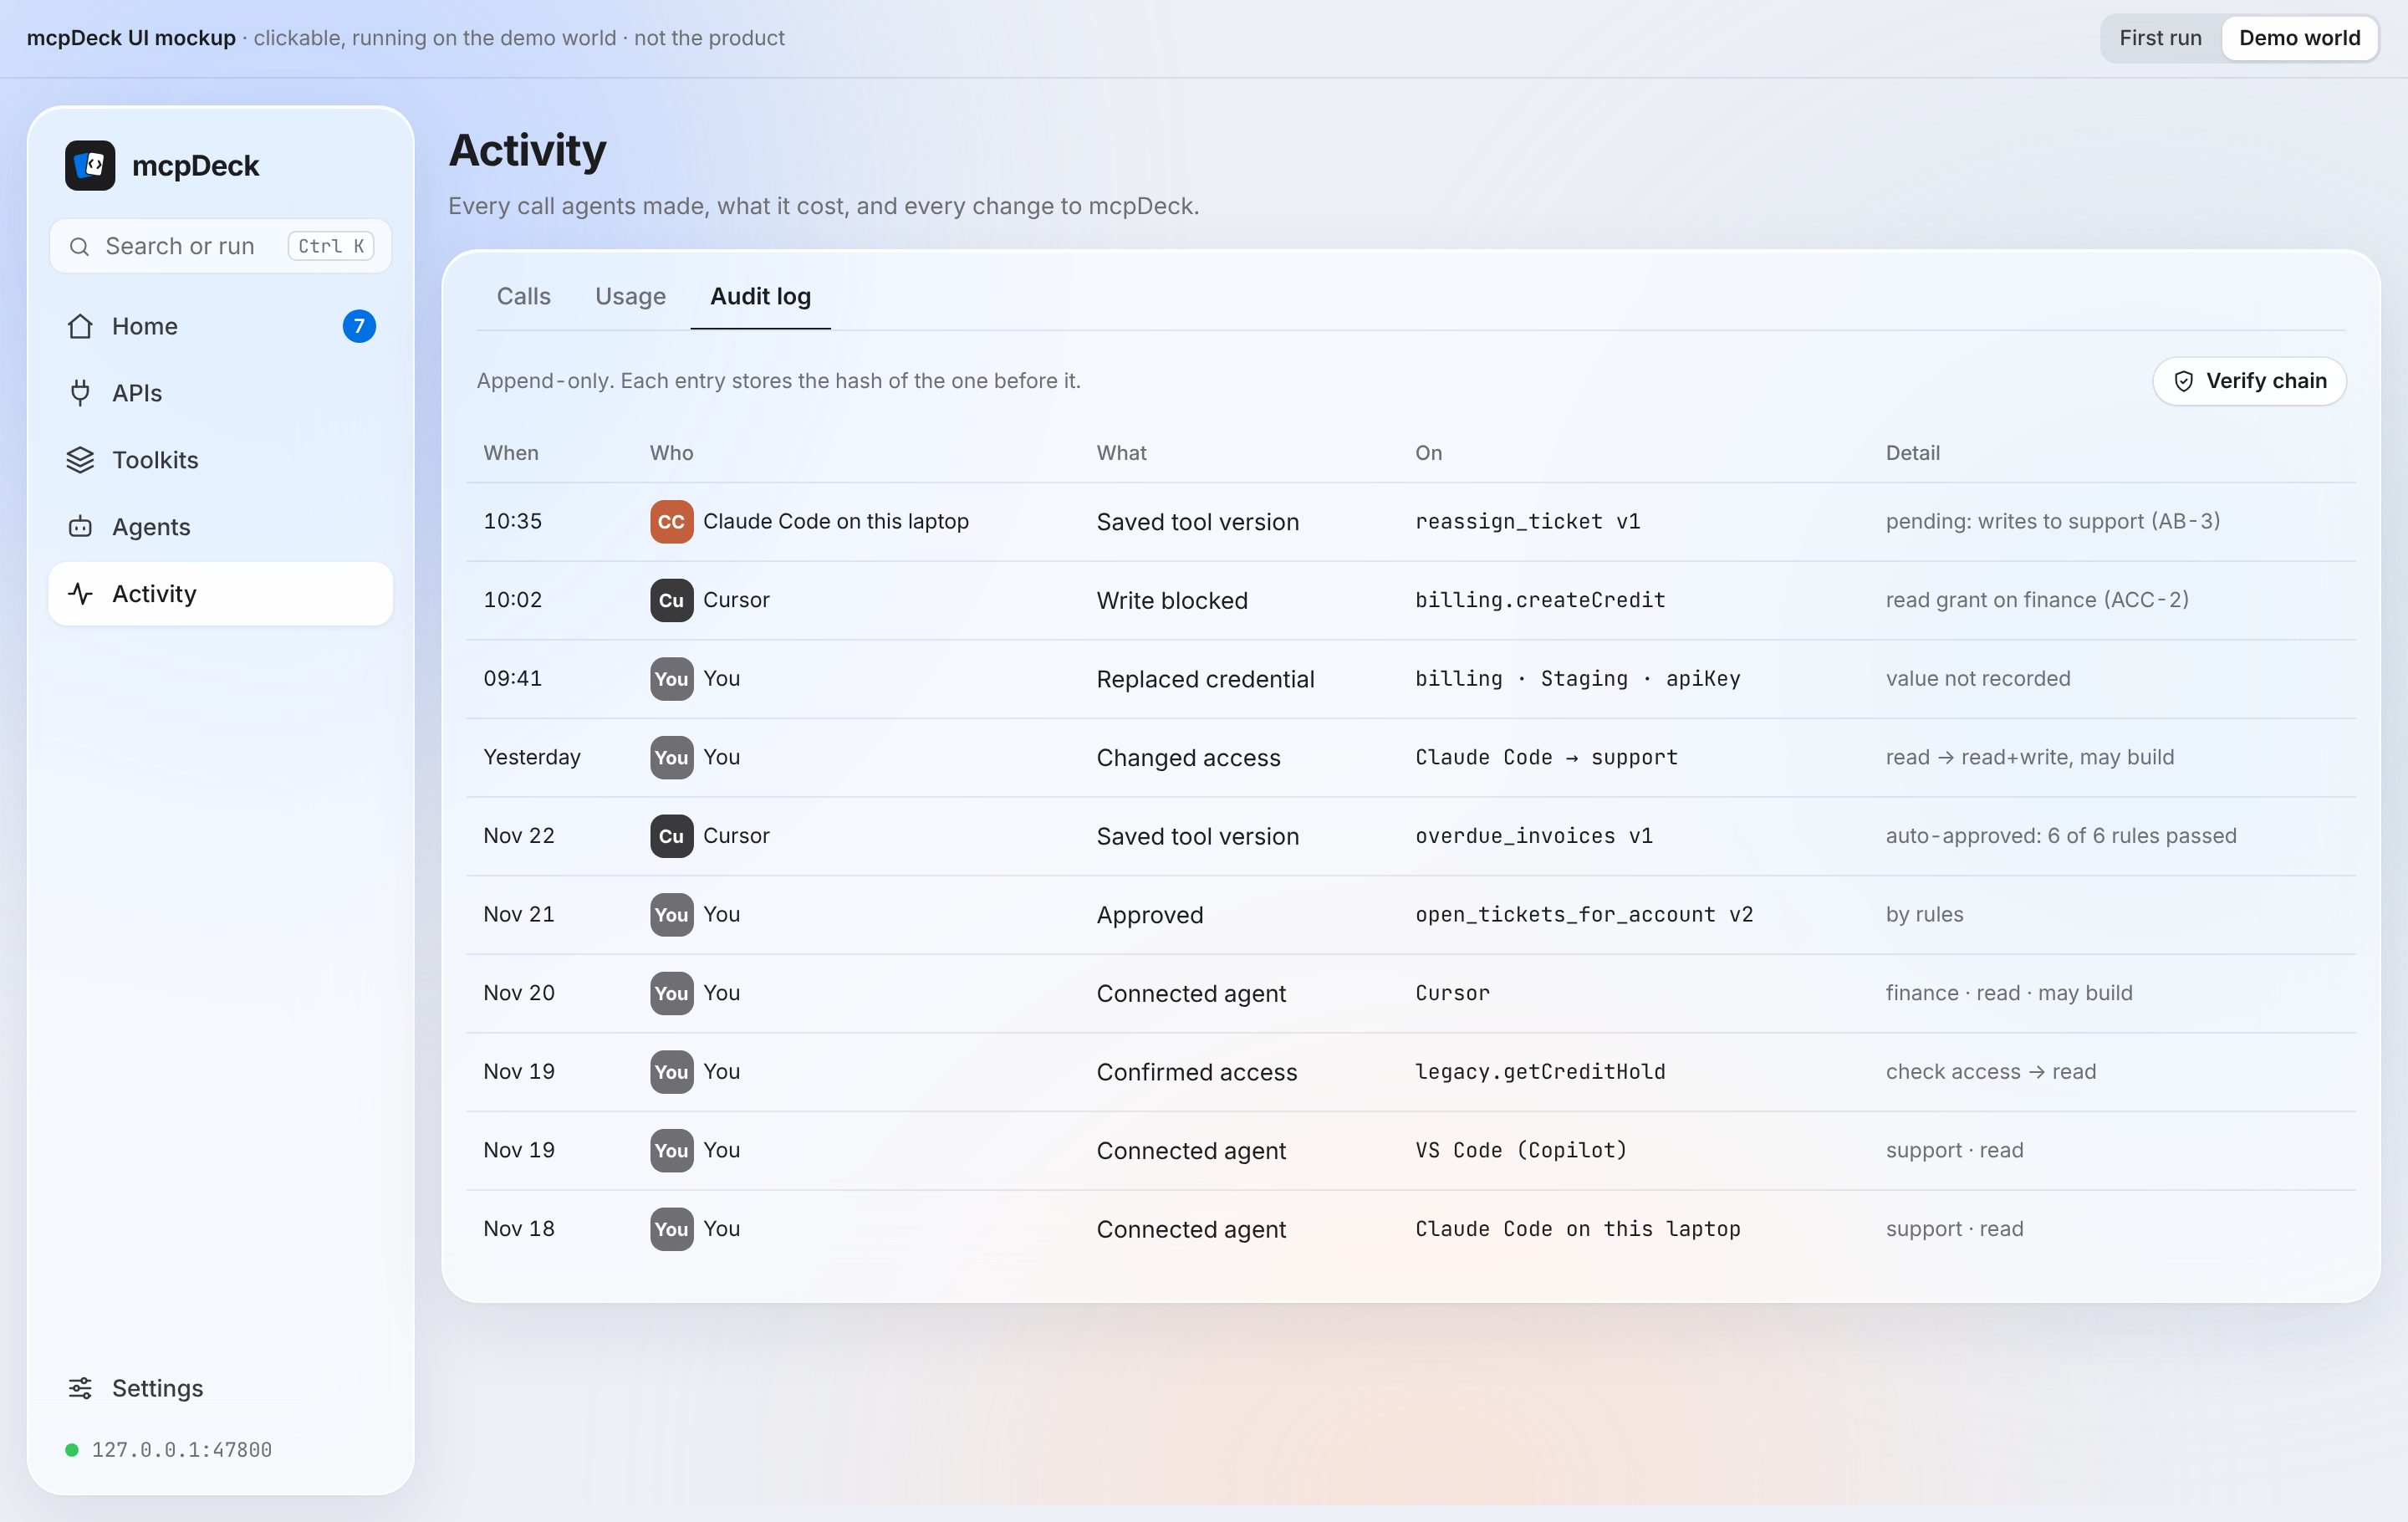 mcpDeck UI mockup · clickable, running on the demo world · not the product
First run
Demo world
mcpDeck
Search or run
Ctrl K
Home
7
APIs
Toolkits
Agents
Activity
Settings
127.0.0.1:47800
Activity
Every call agents made, what it cost, and every change to mcpDeck.
Calls
Usage
Audit log
Append-only. Each entry stores the hash of the one before it.
Verify chain
When Who What On Detail
10:35 CC Claude Code on this laptop Saved tool version reassign_ticket v1 pending: writes to support (AB-3)
10:02 Cu Cursor Write blocked billing.createCredit read grant on finance (ACC-2)
09:41 You You Replaced credential billing · Staging · apiKey value not recorded
Yesterday You You Changed access Claude Code → support read → read+write, may build
Nov 22 Cu Cursor Saved tool version overdue_invoices v1 auto-approved: 6 of 6 rules passed
Nov 21 You You Approved open_tickets_for_account v2 by rules
Nov 20 You You Connected agent Cursor finance · read · may build
Nov 19 You You Confirmed access legacy.getCreditHold check access → read
Nov 19 You You Connected agent VS Code (Copilot) support · read
Nov 18 You You Connected agent Claude Code on this laptop support · read